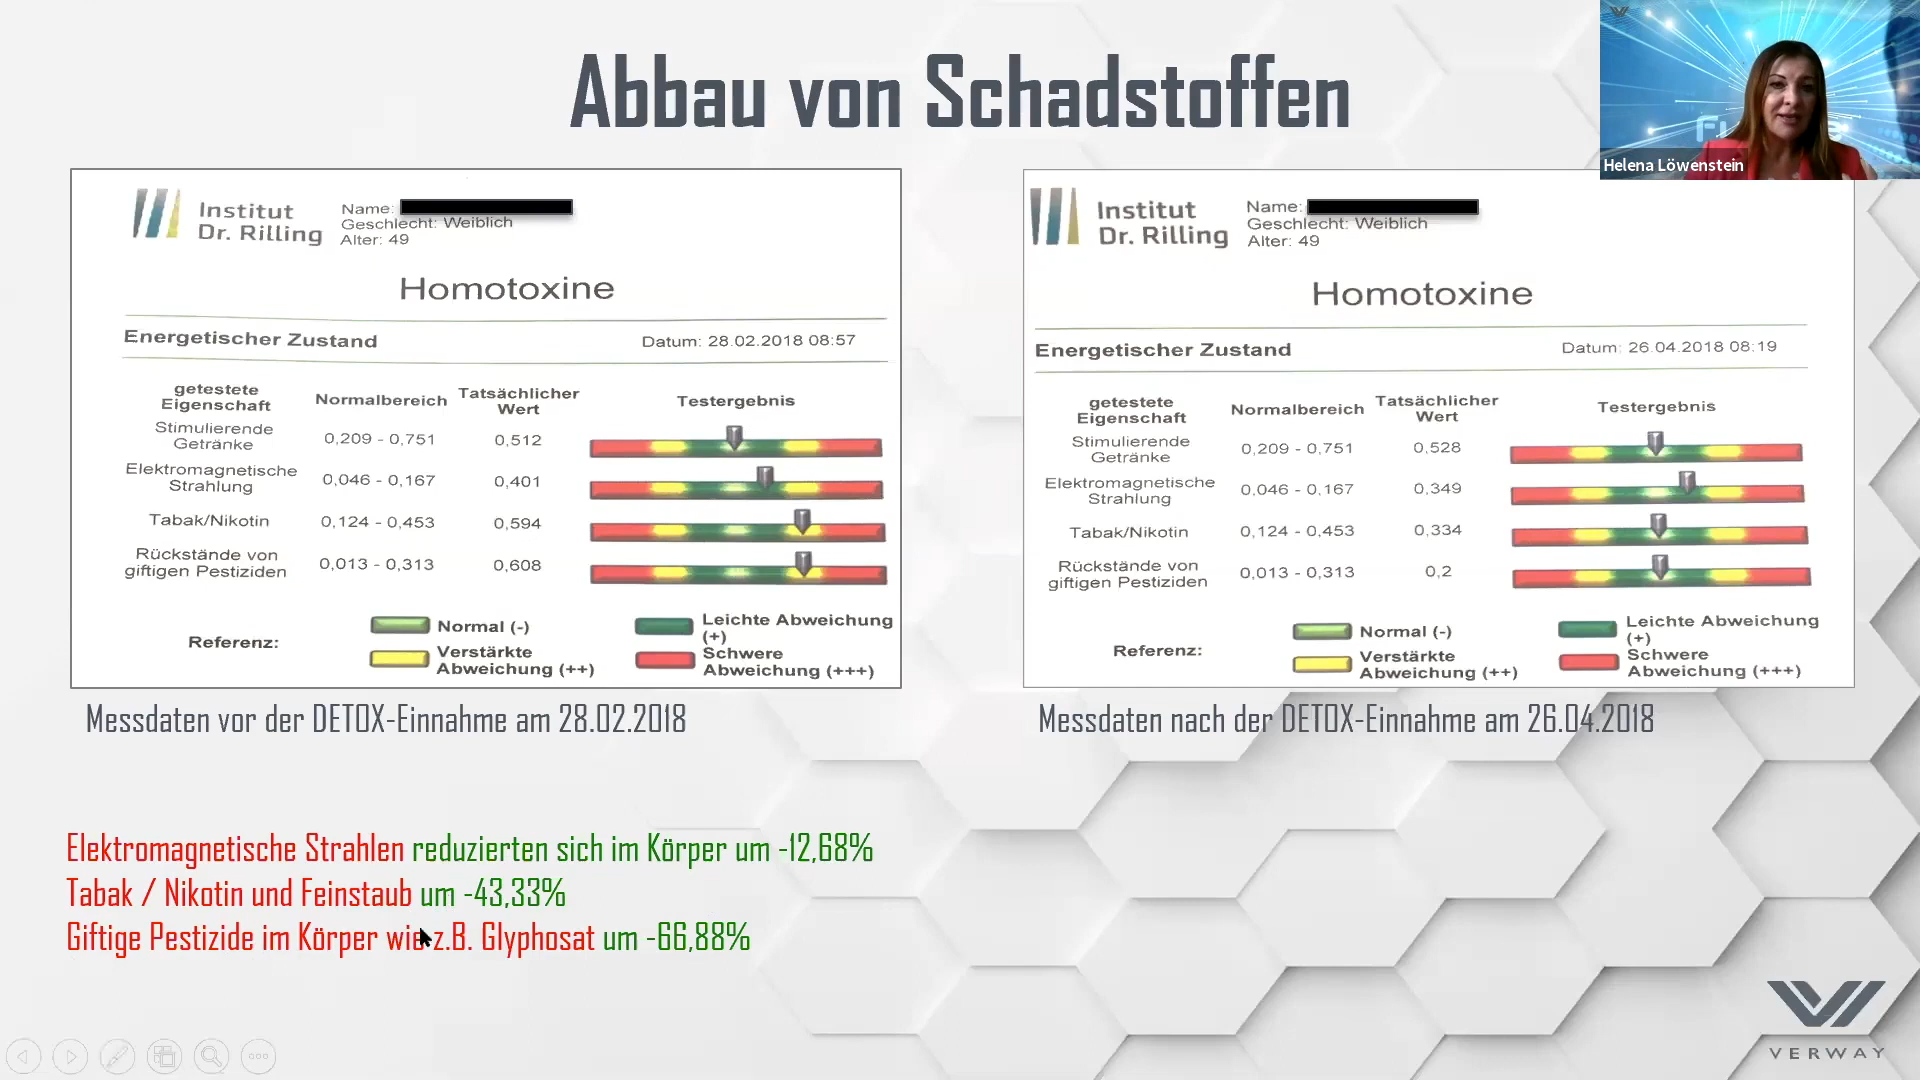 Abbau von Schadstoffen
Helena Löwenstein
Institut
Dr. Rilling
Name:
Geschlecht: Weiblich
Alter: 49
Homotoxine
Energetischer Zustand Datum: 28.02.2018 08:57
getestete Eigenschaft Normalbereich Tatsächlicher Wert Testergebnis
Stimulierende Getränke 0,209 - 0,751 0,512
Elektromagnetische Strahlung 0,046 - 0,167 0,401
Tabak/Nikotin 0,124 - 0,453 0,594
Rückstände von giftigen Pestiziden 0,013 - 0,313 0,608
Referenz:
Normal (-)
Leichte Abweichung (+)
Verstärkte Abweichung (++)
Schwere Abweichung (+++)
Messdaten vor der DETOX-Einnahme am 28.02.2018
Institut
Dr. Rilling
Name:
Geschlecht: Weiblich
Alter: 49
Homotoxine
Energetischer Zustand Datum: 26.04.2018 08:19
getestete Eigenschaft Normalbereich Tatsächlicher Wert Testergebnis
Stimulierende Getränke 0,209 - 0,751 0,528
Elektromagnetische Strahlung 0,046 - 0,167 0,349
Tabak/Nikotin 0,124 - 0,453 0,334
Rückstände von giftigen Pestiziden 0,013 - 0,313 0,2
Referenz:
Normal (-)
Leichte Abweichung (+)
Verstärkte Abweichung (++)
Schwere Abweichung (+++)
Messdaten nach der DETOX-Einnahme am 26.04.2018
Elektromagnetische Strahlen reduzierten sich im Körper um -12,68%
Tabak / Nikotin und Feinstaub um -43,33%
Giftige Pestizide im Körper wie z.B. Glyphosat um -66,88%
VERWAY